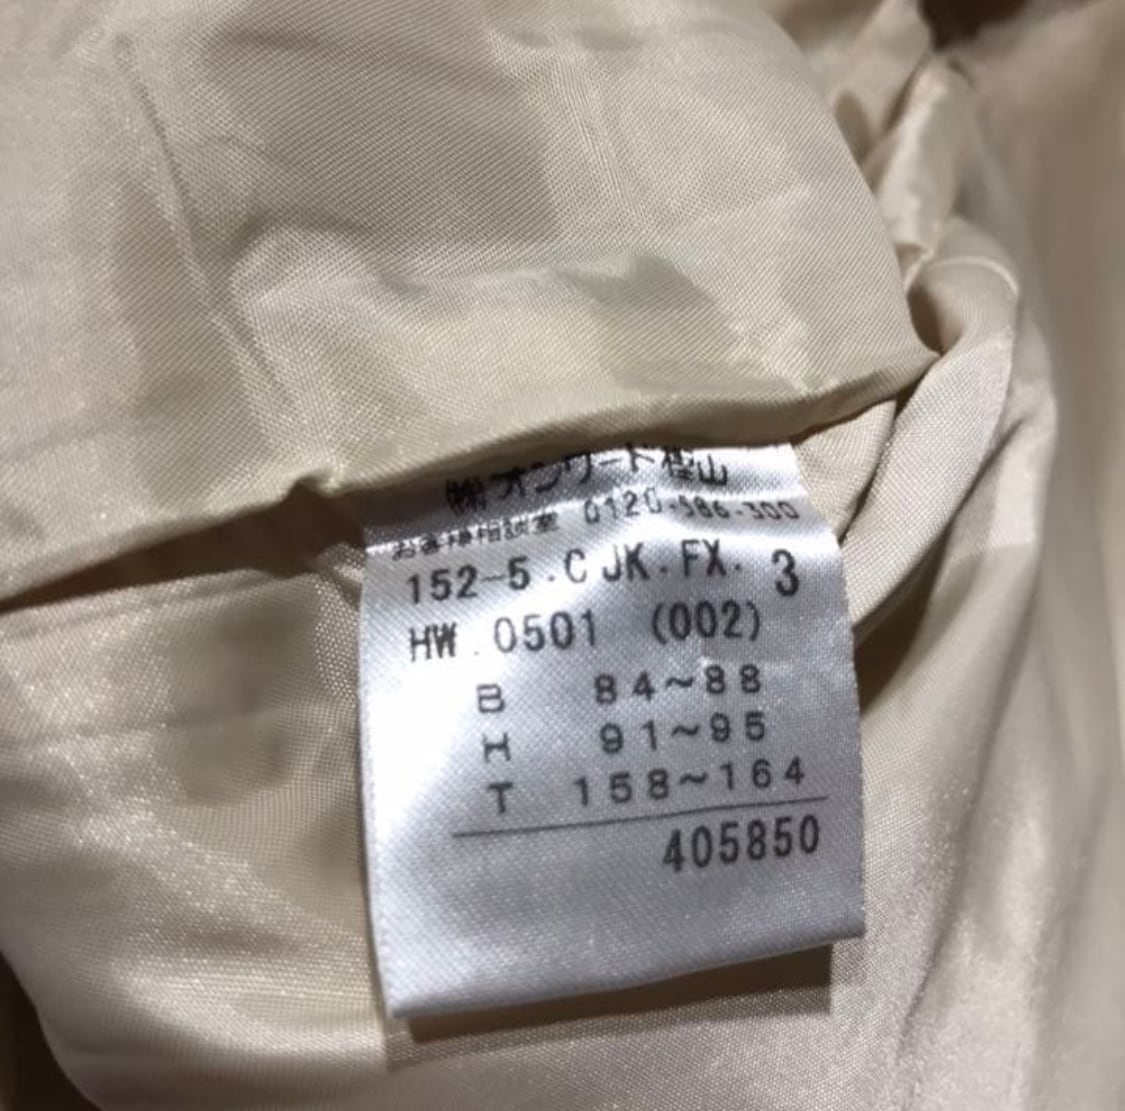 ㈱オンワード樫山
お客様相談室 0120-586-300
152-5.CJK.FX. 3
HW.0501 (002)
B 84~88
H 91~95
T 158~164
405850